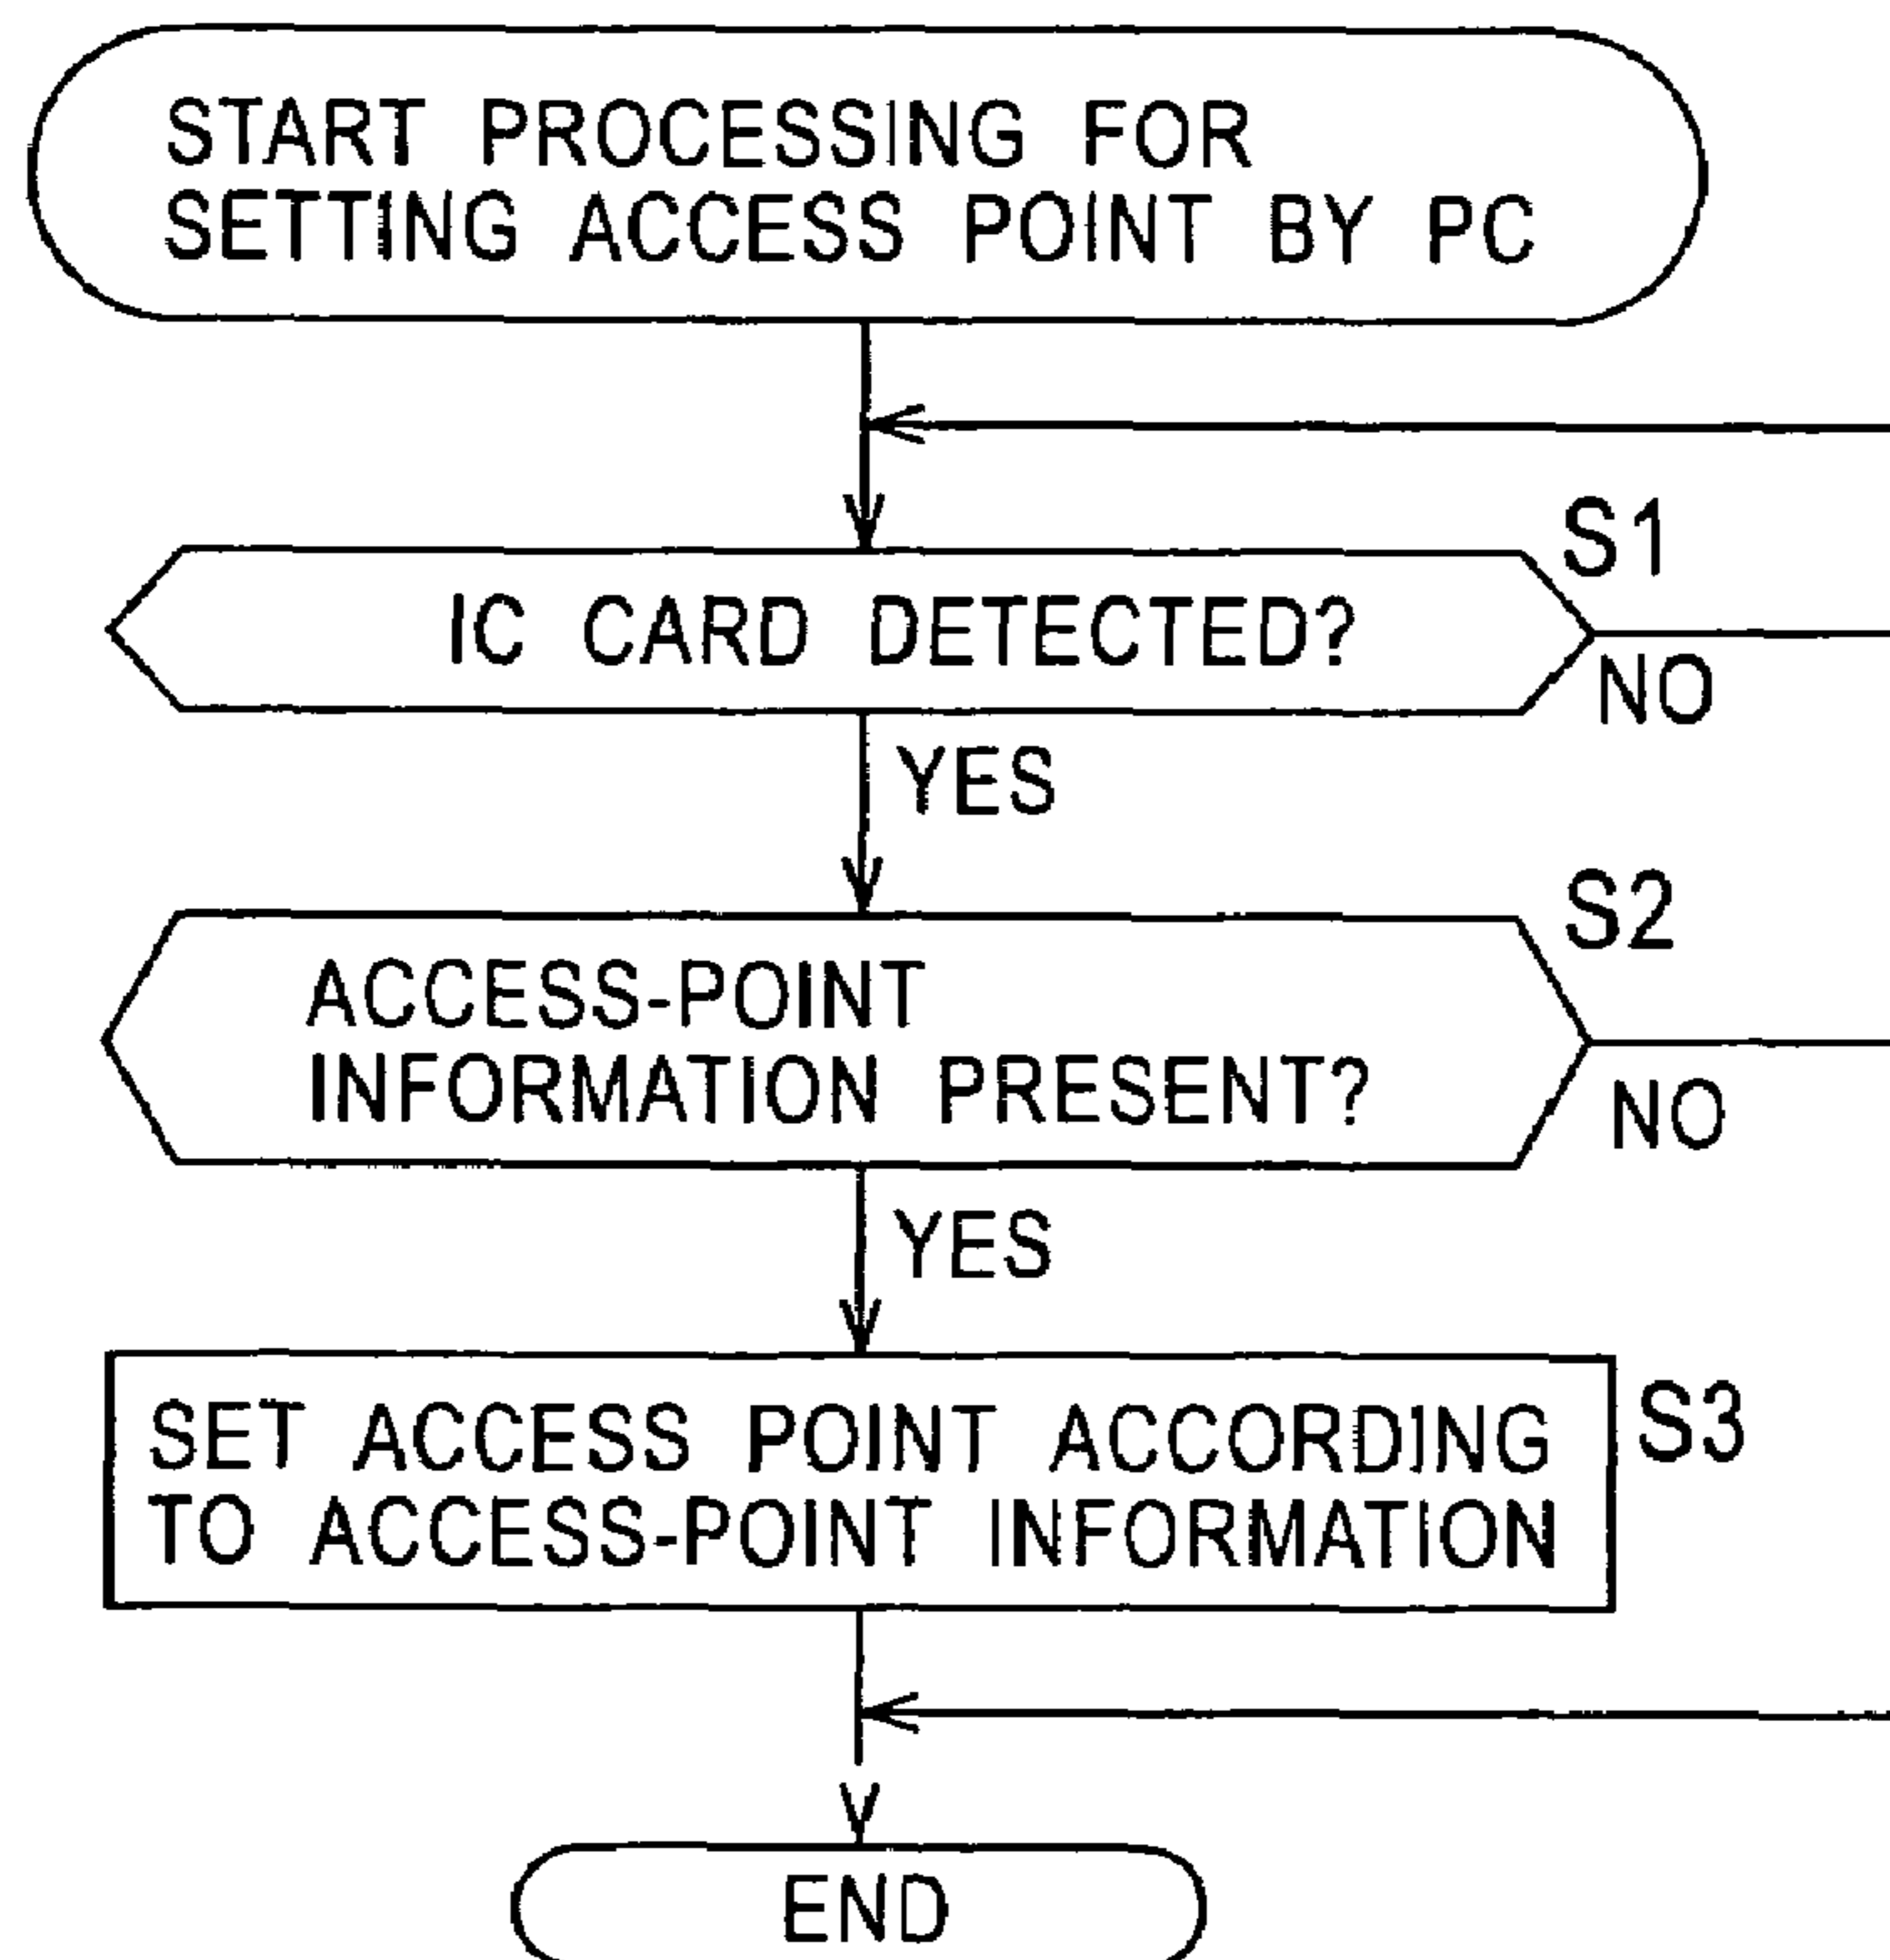 START PROCESSING FOR
SETTING ACCESS POINT BY PC
S1
IC CARD DETECTED?
NO
YES
S2
ACCESS-POINT
INFORMATION PRESENT?
NO
YES
S3
SET ACCESS POINT ACCORDING
TO ACCESS-POINT INFORMATION
END